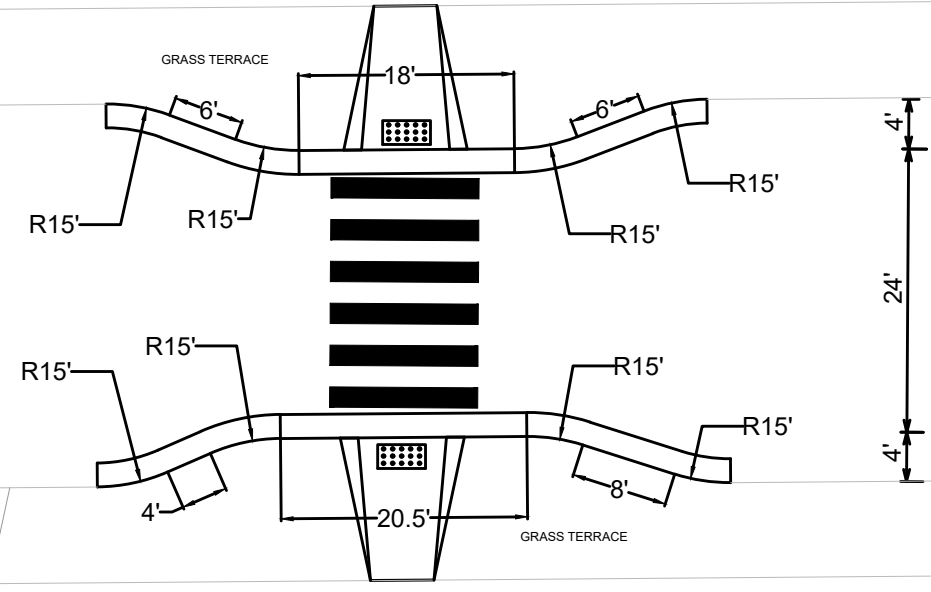 GRASS TERRACE
18'
6'
6'
4'
R15'
R15'
R15'
R15'
24'
R15'
R15'
R15'
R15'
4'
4'
8'
20.5'
GRASS TERRACE